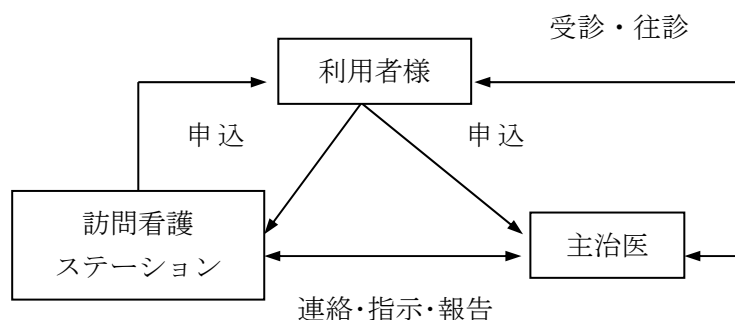 受診・往診
利用者様
申込
申込
訪問看護
ステーション
主治医
連絡・指示・報告